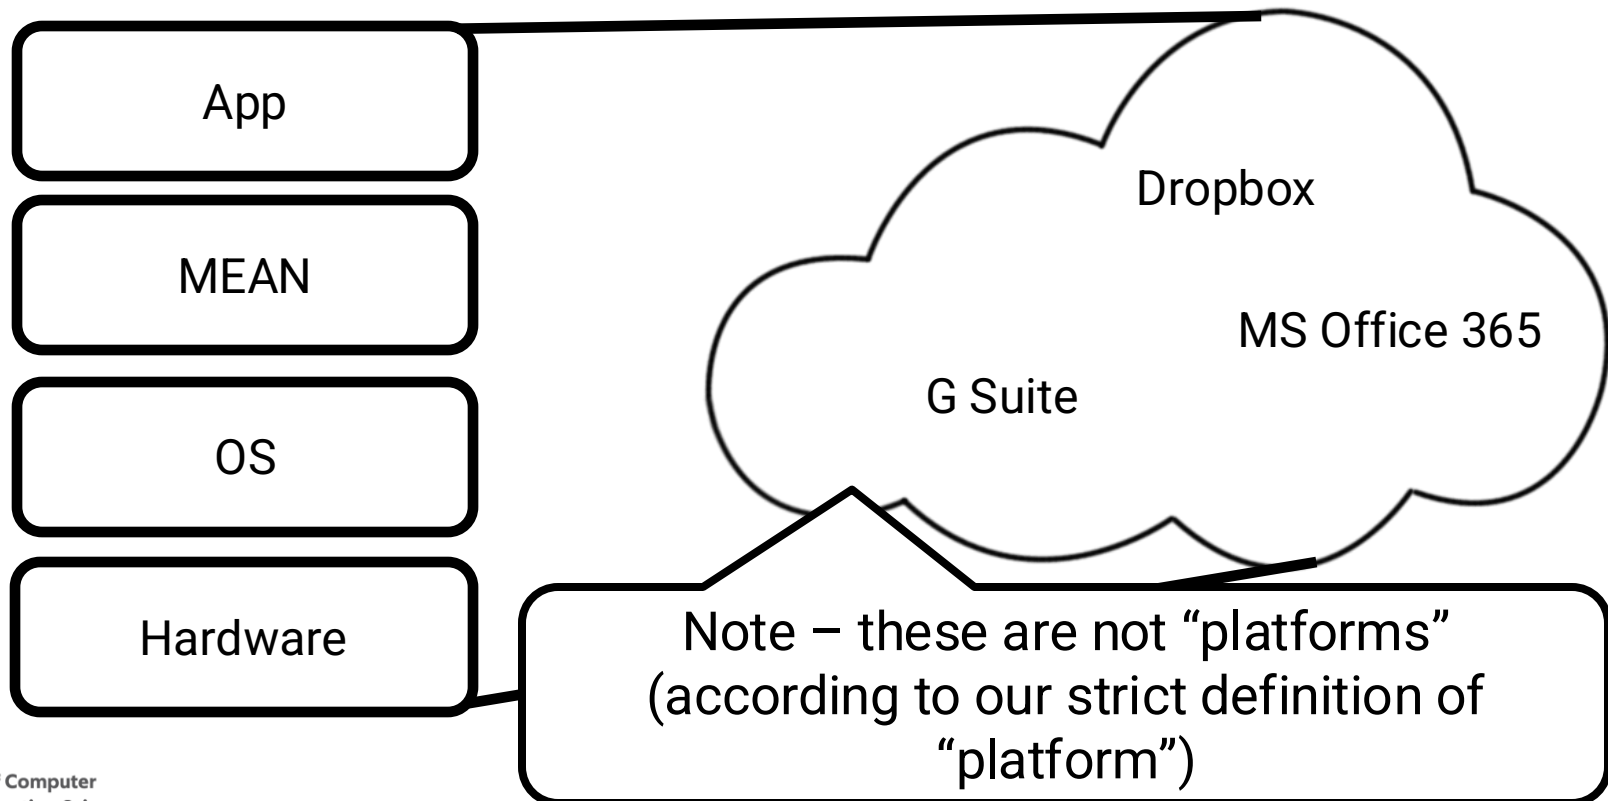 App
MEAN
OS
Hardware
Dropbox
MS Office 365
G Suite
Note – these are not “platforms”
(according to our strict definition of
“platform”)
Computer